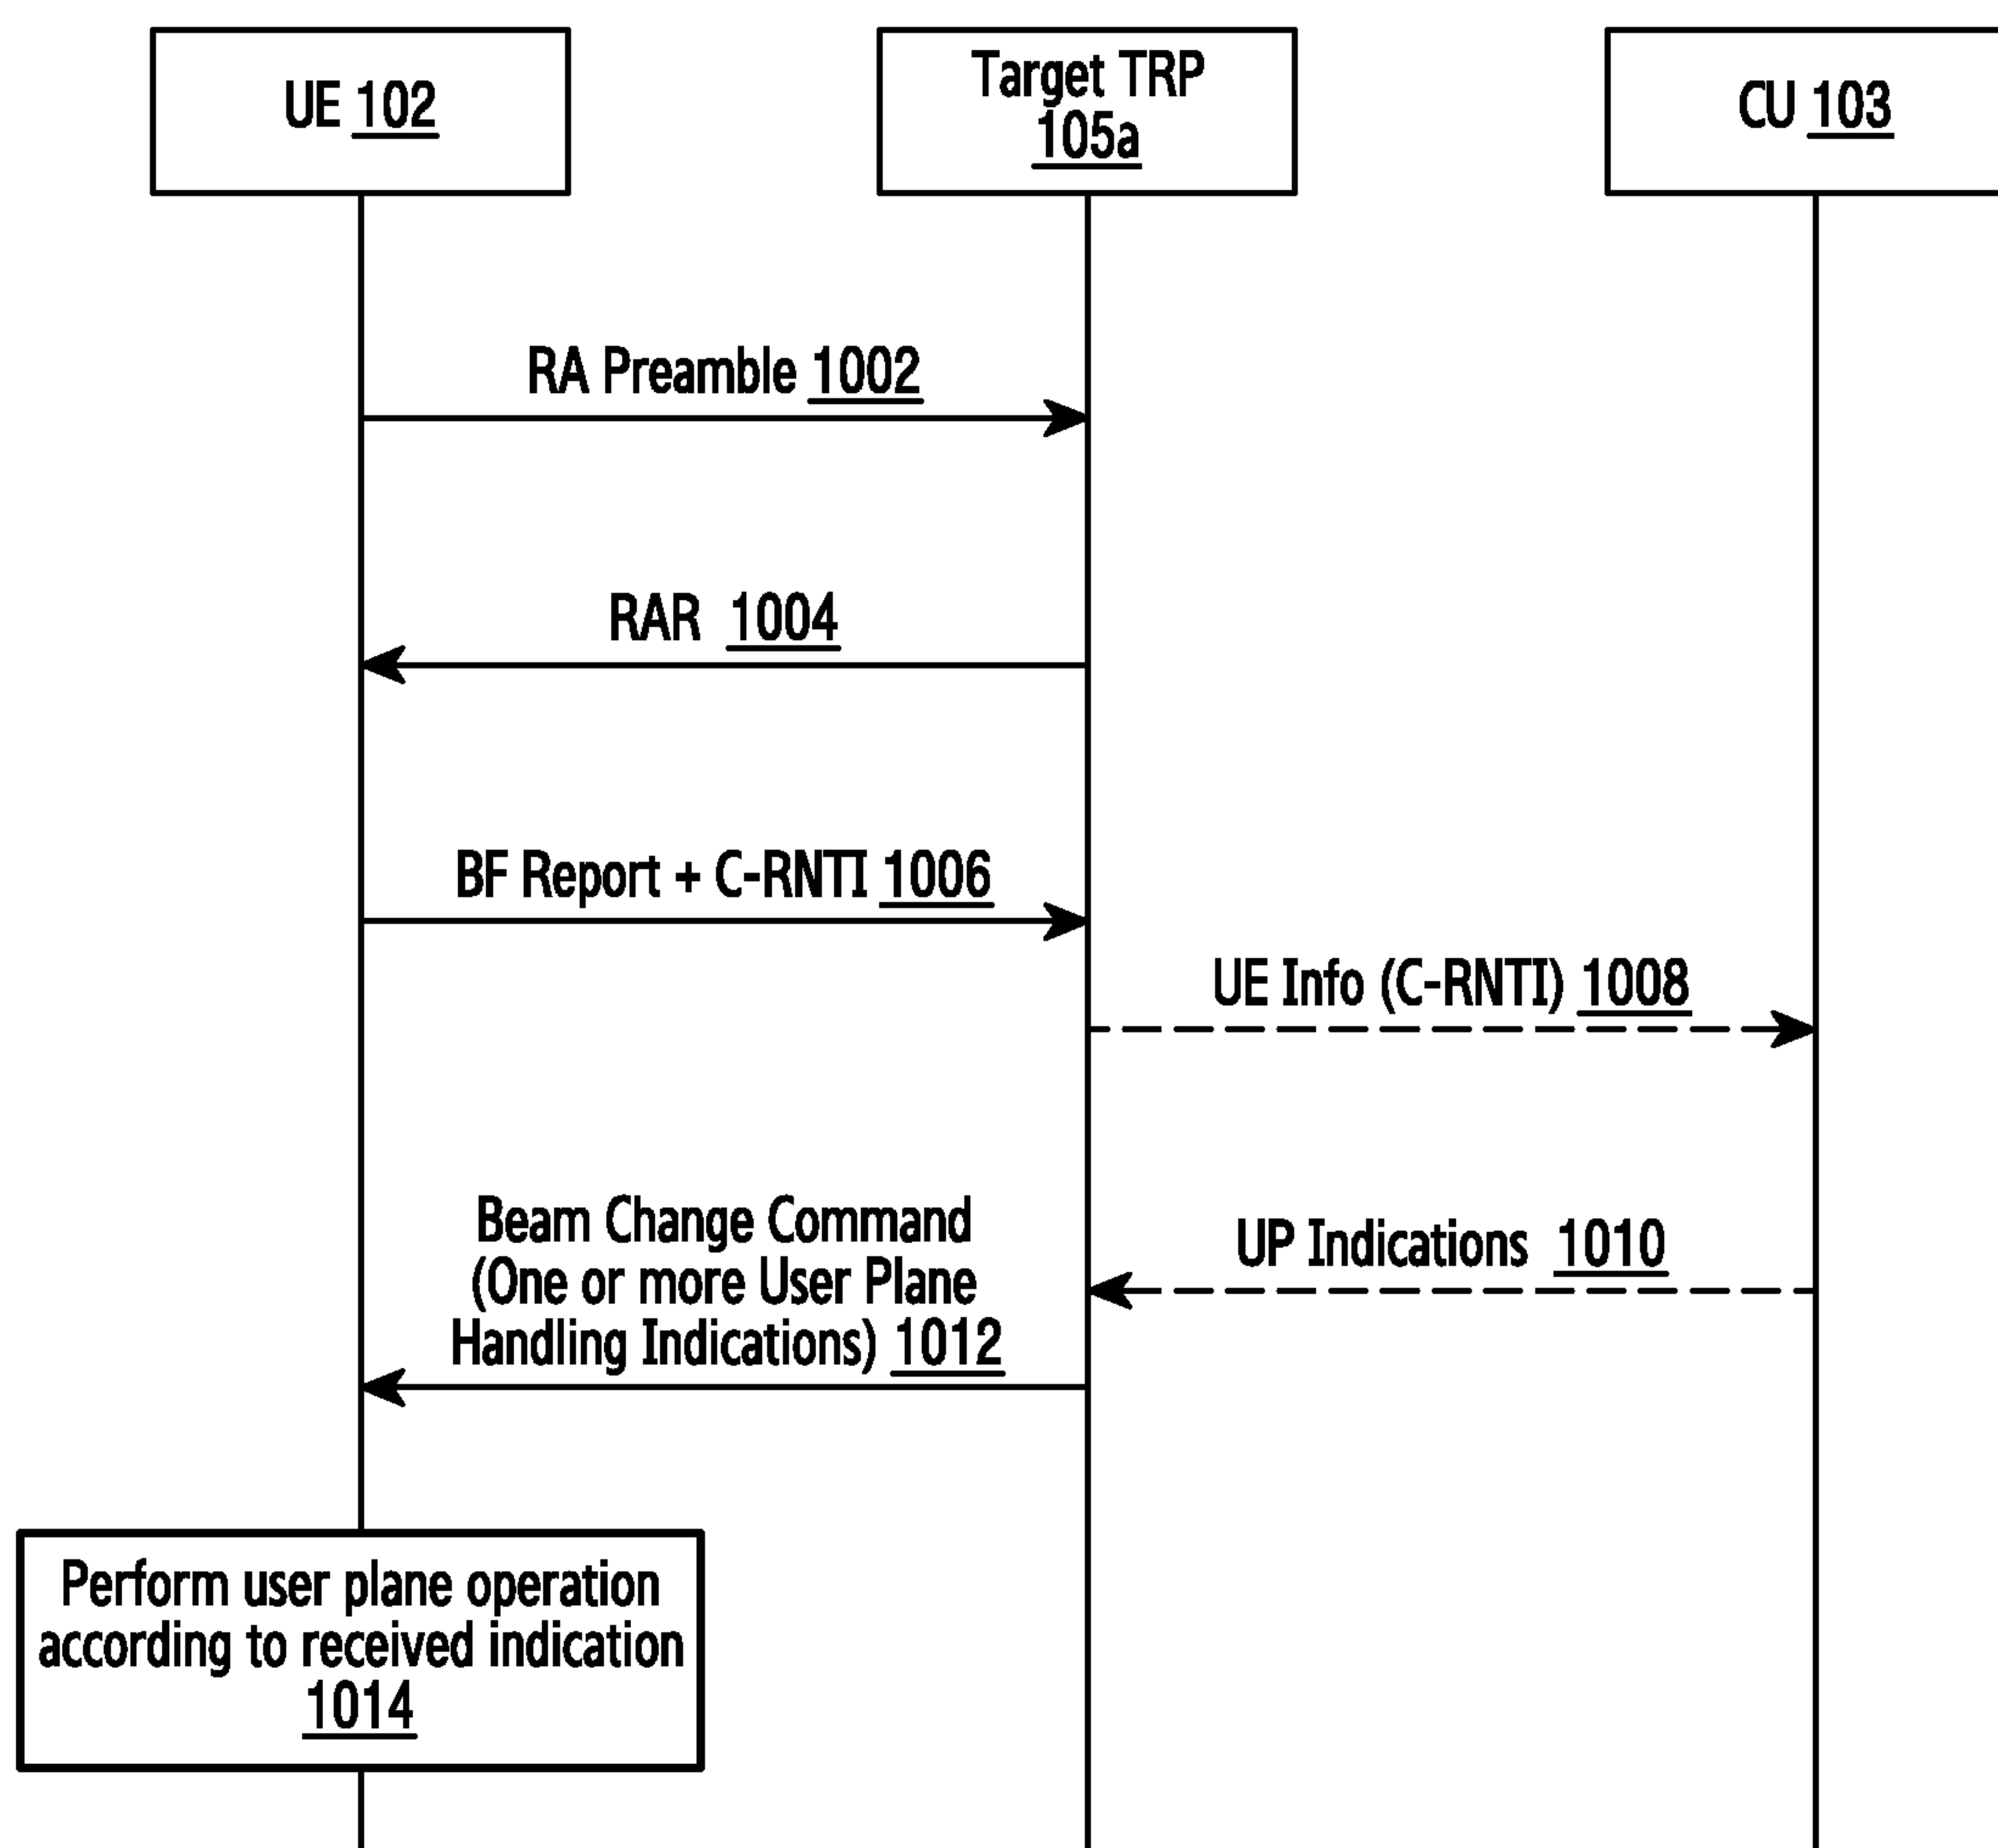 UE 102
Target TRP
105a
CU 103
RA Preamble 1002
RAR 1004
BF Report + C-RNTI 1006
UE Info (C-RNTI) 1008
UP Indications 1010
Beam Change Command
(One or more User Plane
Handling Indications) 1012
Perform user plane operation
according to received indication
1014